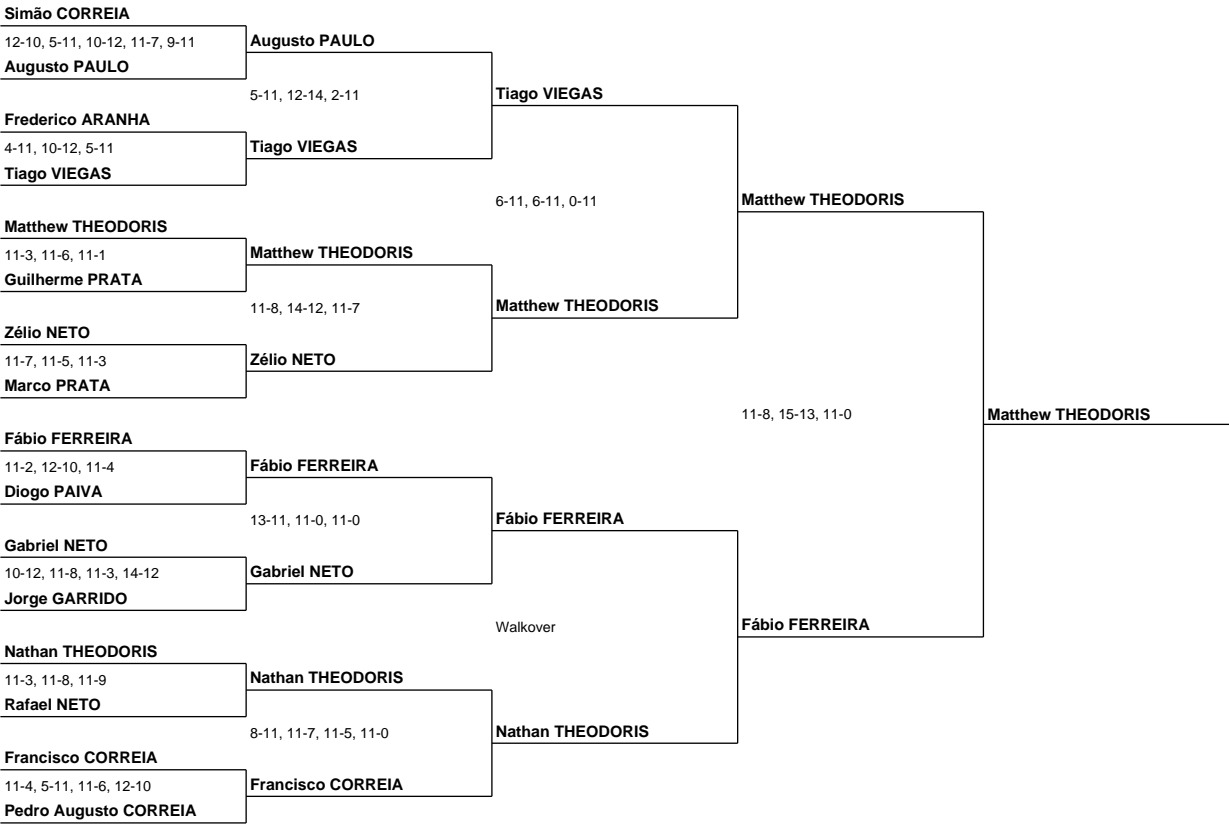 Simão CORREIA
12-10, 5-11, 10-12, 11-7, 9-11
Augusto PAULO
Augusto PAULO
5-11, 12-14, 2-11
Tiago VIEGAS
Frederico ARANHA
4-11, 10-12, 5-11
Tiago VIEGAS
Tiago VIEGAS
6-11, 6-11, 0-11
Matthew THEODORIS
Matthew THEODORIS
11-3, 11-6, 11-1
Guilherme PRATA
Matthew THEODORIS
11-8, 14-12, 11-7
Matthew THEODORIS
Zélio NETO
11-7, 11-5, 11-3
Marco PRATA
Zélio NETO
11-8, 15-13, 11-0
Matthew THEODORIS
Fábio FERREIRA
11-2, 12-10, 11-4
Diogo PAIVA
Fábio FERREIRA
13-11, 11-0, 11-0
Fábio FERREIRA
Gabriel NETO
10-12, 11-8, 11-3, 14-12
Jorge GARRIDO
Gabriel NETO
Walkover
Fábio FERREIRA
Nathan THEODORIS
11-3, 11-8, 11-9
Rafael NETO
Nathan THEODORIS
8-11, 11-7, 11-5, 11-0
Nathan THEODORIS
Francisco CORREIA
11-4, 5-11, 11-6, 12-10
Pedro Augusto CORREIA
Francisco CORREIA